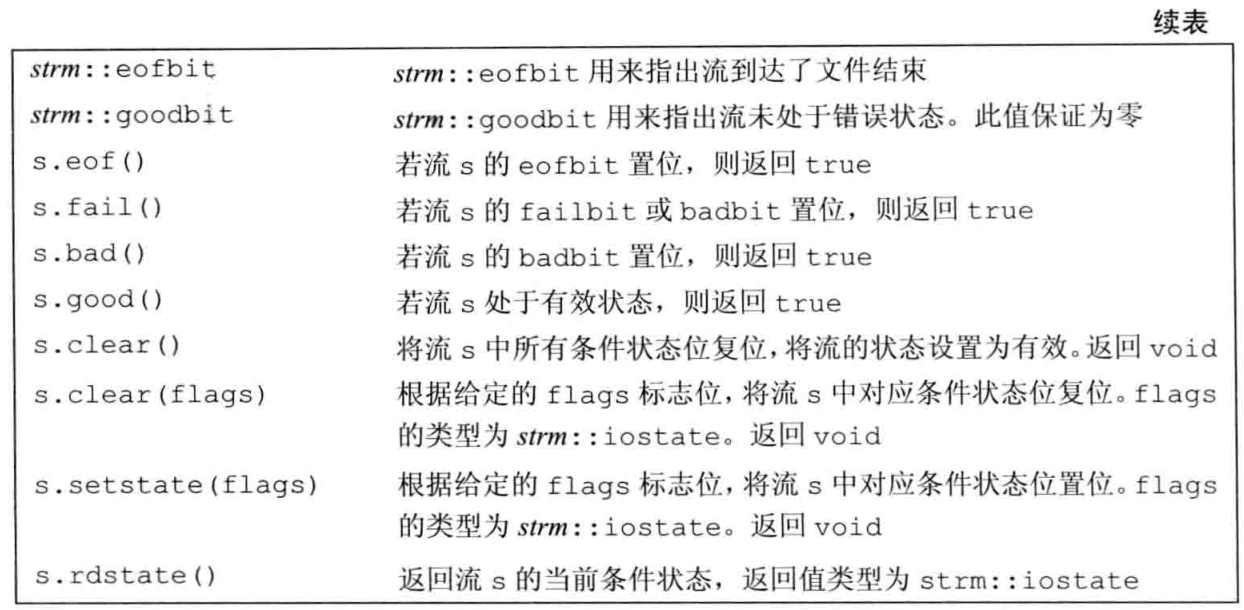 续表
strm::eofbit strm::eofbit 用来指出流到达了文件结束
strm::goodbit strm::goodbit 用来指出流未处于错误状态。此值保证为零
s.eof() 若流 s 的 eofbit 置位，则返回 true
s.fail() 若流 s 的 failbit 或 badbit 置位，则返回 true
s.bad() 若流 s 的 badbit 置位，则返回 true
s.good() 若流 s 处于有效状态，则返回 true
s.clear() 将流 s 中所有条件状态位复位，将流的状态设置为有效。返回 void
s.clear(flags) 根据给定的 flags 标志位，将流 s 中对应条件状态位复位。flags
的类型为 strm::iostate。返回 void
s.setstate(flags) 根据给定的 flags 标志位，将流 s 中对应条件状态位置位。flags
的类型为 strm::iostate。返回 void
s.rdstate() 返回流 s 的当前条件状态，返回值类型为 strm::iostate